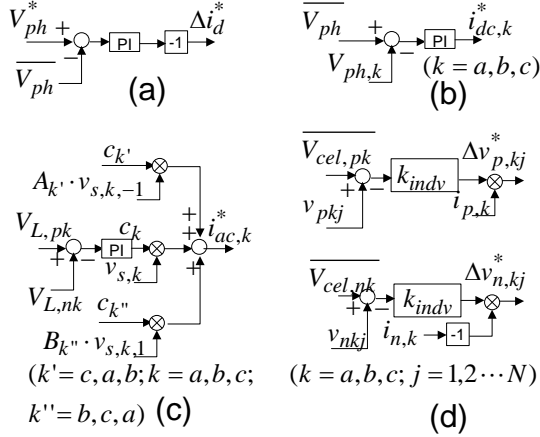 V*ph + − PI -1 Δi*d
V̅ph
(a)
V̅ph + − PI i*dc,k
Vph,k (k = a,b,c)
(b)
ck'
Ak' · vs,k,−1
+ +
VL,pk + − PI ck i*ac,k
vs,k
VL,nk +
ck"
Bk" · vs,k,1
(k' = c,a,b; k = a,b,c;
k'' = b,c,a) (c)
V̅cel,pk + − kindv Δv*p,kj
vpkj ip,k
V̅cel,nk + − kindv Δv*n,kj
vnkj in,k -1
(k = a,b,c; j = 1,2···N)
(d)